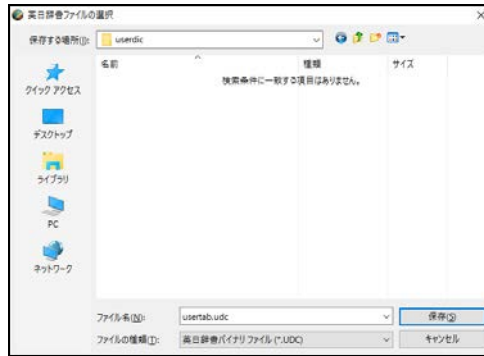 英日辞書ファイルの選択
保存する場所(I): userdic
名前 種類 サイズ
検索条件に一致する項目はありません。
クイック アクセス
デスクトップ
ライブラリ
PC
ネットワーク
ファイル名(N): usertab.udc 保存(S)
ファイルの種類(T): 英日辞書バイナリファイル (*.UDC) キャンセル